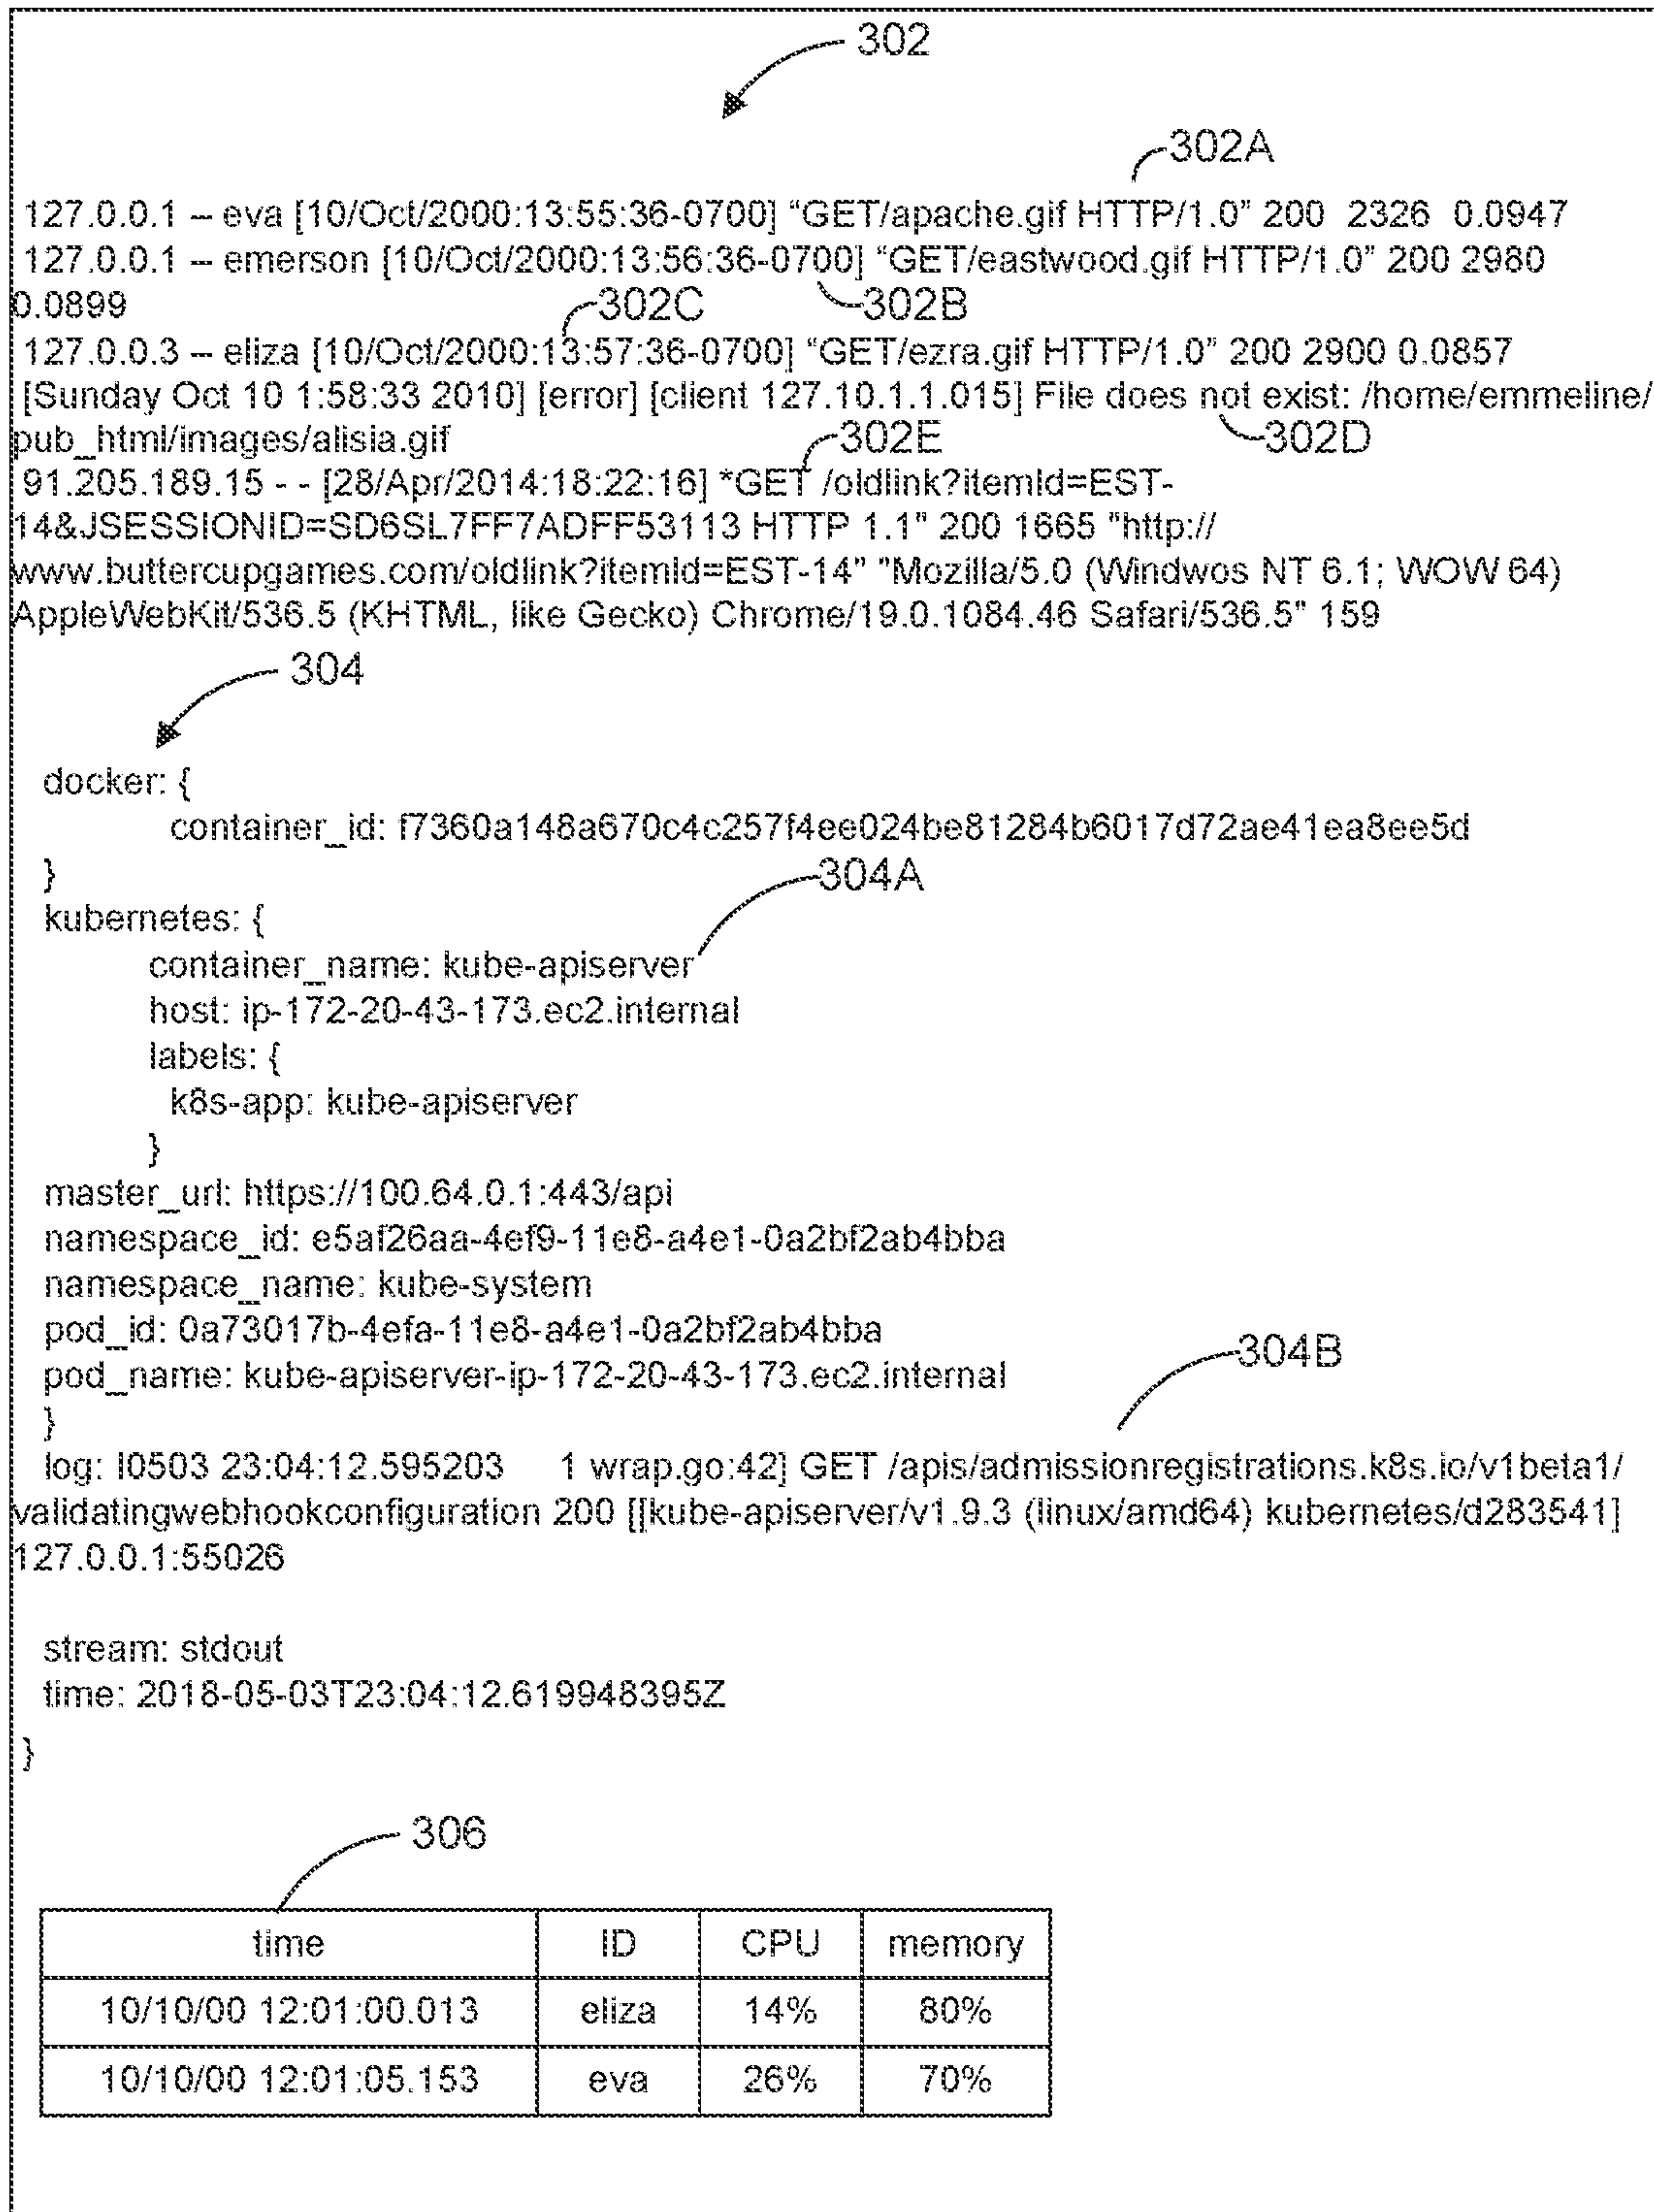 302
302A
127.0.0.1 – eva [10/Oct/2000:13:55:36-0700] “GET/apache.gif HTTP/1.0” 200 2326 0.0947
127.0.0.1 – emerson [10/Oct/2000:13:56:36-0700] “GET/eastwood.gif HTTP/1.0” 200 2980
0.0899
302C
302B
127.0.0.3 – eliza [10/Oct/2000:13:57:36-0700] “GET/ezra.gif HTTP/1.0” 200 2900 0.0857
[Sunday Oct 10 1:58:33 2010] [error] [client 127.10.1.1.015] File does not exist: /home/emmeline/
pub_html/images/alisia.gif
302E
302D
91.205.189.15 - - [28/Apr/2014:18:22:16] *GET /oldlink?itemId=EST-
14&JSESSIONID=SD6SL7FF7ADFF53113 HTTP 1.1" 200 1665 "http://
www.buttercupgames.com/oldlink?itemId=EST-14" "Mozilla/5.0 (Windwos NT 6.1; WOW 64)
AppleWebKit/536.5 (KHTML, like Gecko) Chrome/19.0.1084.46 Safari/536.5" 159
304
docker: {
container_id: f7360a148a670c4c257f4ee024be81284b6017d72ae41ea8ee5d
}
304A
kubernetes: {
container_name: kube-apiserver
host: ip-172-20-43-173.ec2.internal
labels: {
k8s-app: kube-apiserver
}
master_url: https://100.64.0.1:443/api
namespace_id: e5af26aa-4ef9-11e8-a4e1-0a2bf2ab4bba
namespace_name: kube-system
pod_id: 0a73017b-4efa-11e8-a4e1-0a2bf2ab4bba
304B
pod_name: kube-apiserver-ip-172-20-43-173.ec2.internal
}
log: I0503 23:04:12.595203 1 wrap.go:42] GET /apis/admissionregistrations.k8s.io/v1beta1/
validatingwebhookconfiguration 200 [[kube-apiserver/v1.9.3 (linux/amd64) kubernetes/d283541]
127.0.0.1:55026
stream: stdout
time: 2018-05-03T23:04:12.619948395Z
}
306
time ID CPU memory
10/10/00 12:01:00.013 eliza 14% 80%
10/10/00 12:01:05.153 eva 26% 70%